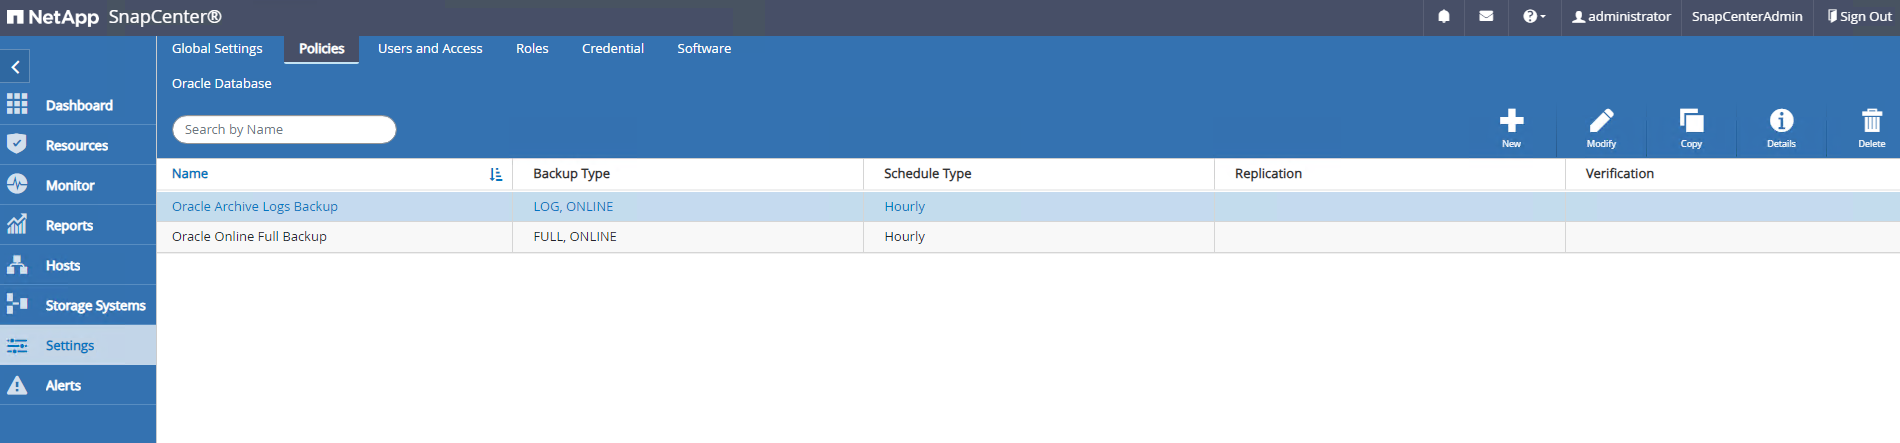 NetApp SnapCenter® administrator SnapCenterAdmin Sign Out
Global Settings Policies Users and Access Roles Credential Software
Oracle Database
Search by Name
New Modify Copy Details Delete
Dashboard
Resources
Monitor
Reports
Hosts
Storage Systems
Settings
Alerts
Name Backup Type Schedule Type Replication Verification
Oracle Archive Logs Backup LOG, ONLINE Hourly
Oracle Online Full Backup FULL, ONLINE Hourly